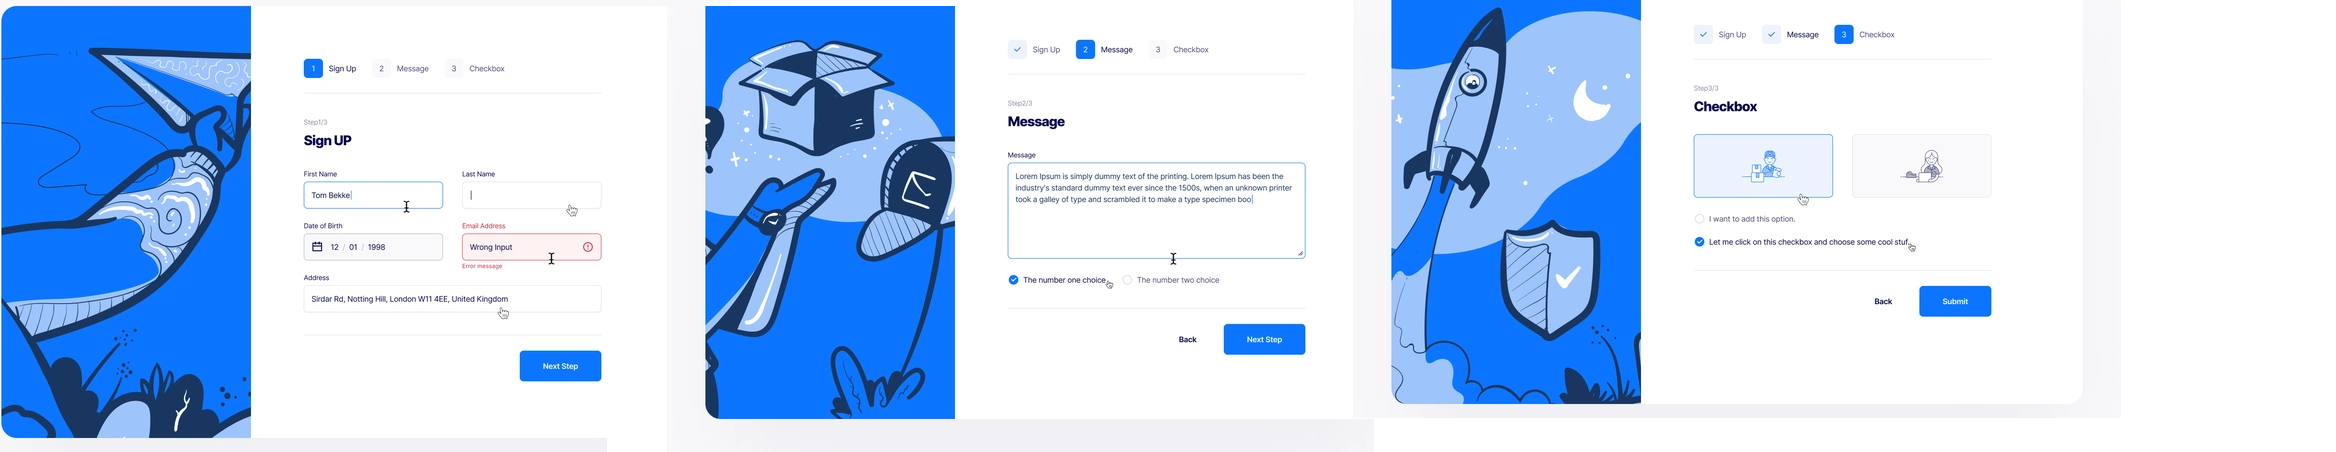 1 Sign Up 2 Message 3 Checkbox
Step1/3
Sign UP
First Name Last Name
Tom Bekke
Date of Birth Email Address
12 / 01 / 1998 Wrong Input
Error message
Address
Sirdar Rd, Notting Hill, London W11 4EE, United Kingdom
Next Step
Sign Up 2 Message 3 Checkbox
Step2/3
Message
Message
Lorem Ipsum is simply dummy text of the printing. Lorem Ipsum has been the
industry's standard dummy text ever since the 1500s, when an unknown printer
took a galley of type and scrambled it to make a type specimen boo
The number one choice The number two choice
Back Next Step
Sign Up Message 3 Checkbox
Step3/3
Checkbox
I want to add this option.
Let me click on this checkbox and choose some cool stuf.
Back Submit